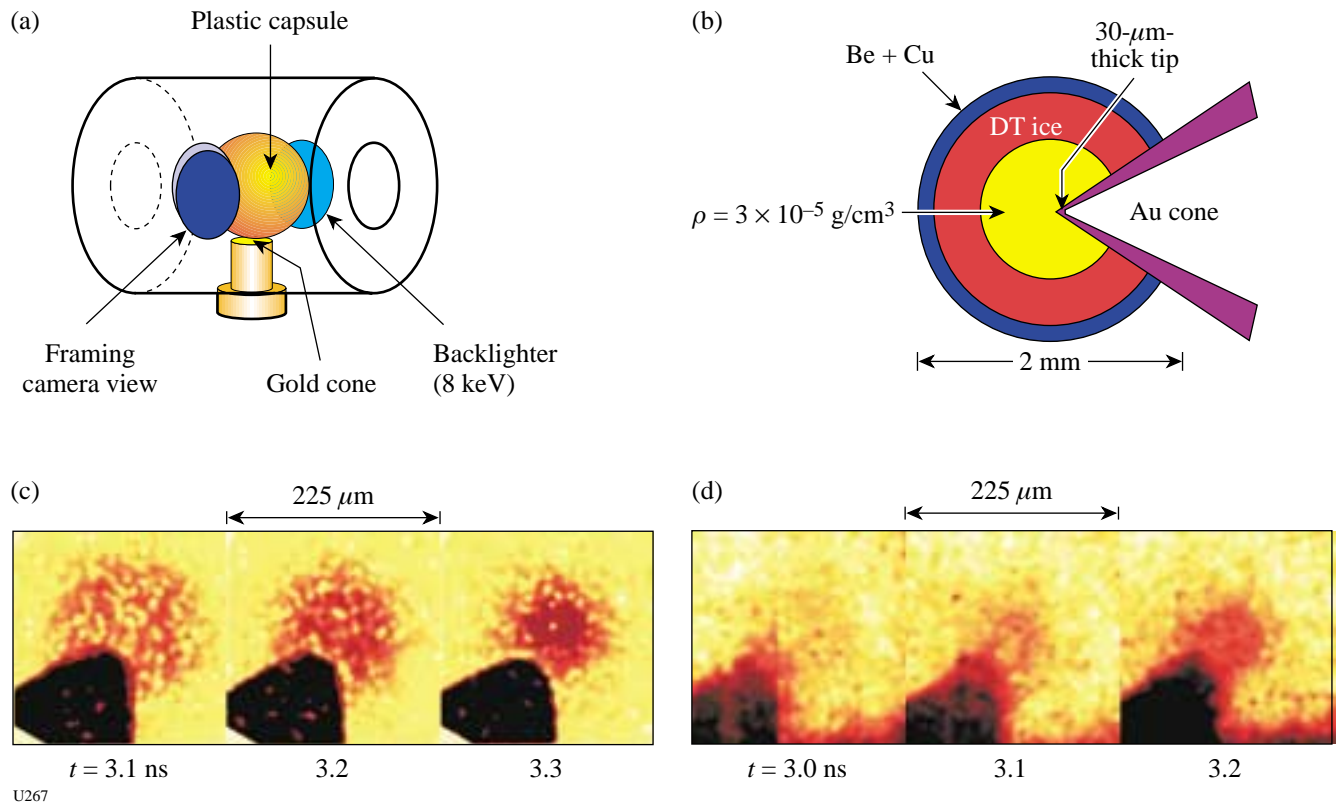 (a)
Plastic capsule
Framing
camera view
Gold cone
Backlighter
(8 keV)
(b)
Be + Cu
30-μm-
thick tip
DT ice
ρ = 3 × 10–5 g/cm3
Au cone
2 mm
(c)
225 μm
t = 3.1 ns
3.2
3.3
(d)
225 μm
t = 3.0 ns
3.1
3.2
U267